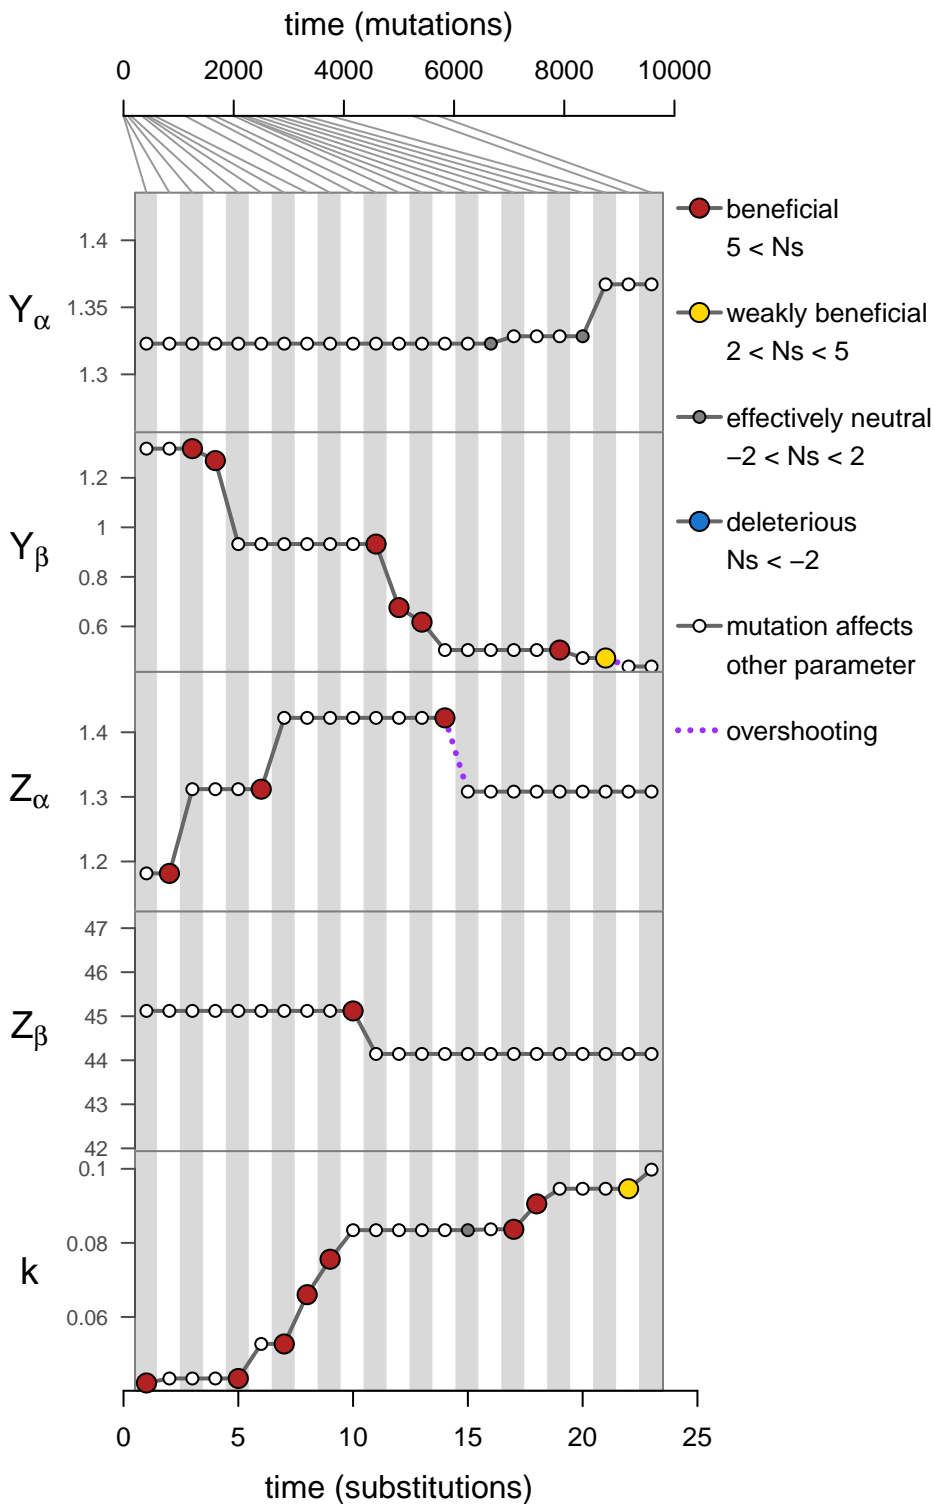 time (mutations)
0 2000 4000 6000 8000 10000
Yα
1.4
1.35
1.3
Yβ
1.2
1
0.8
0.6
Zα
1.4
1.3
1.2
Zβ
47
46
45
44
43
42
k
0.1
0.08
0.06
0 5 10 15 20 25
time (substitutions)
beneficial
5 < Ns
weakly beneficial
2 < Ns < 5
effectively neutral
−2 < Ns < 2
deleterious
Ns < −2
mutation affects
other parameter
overshooting